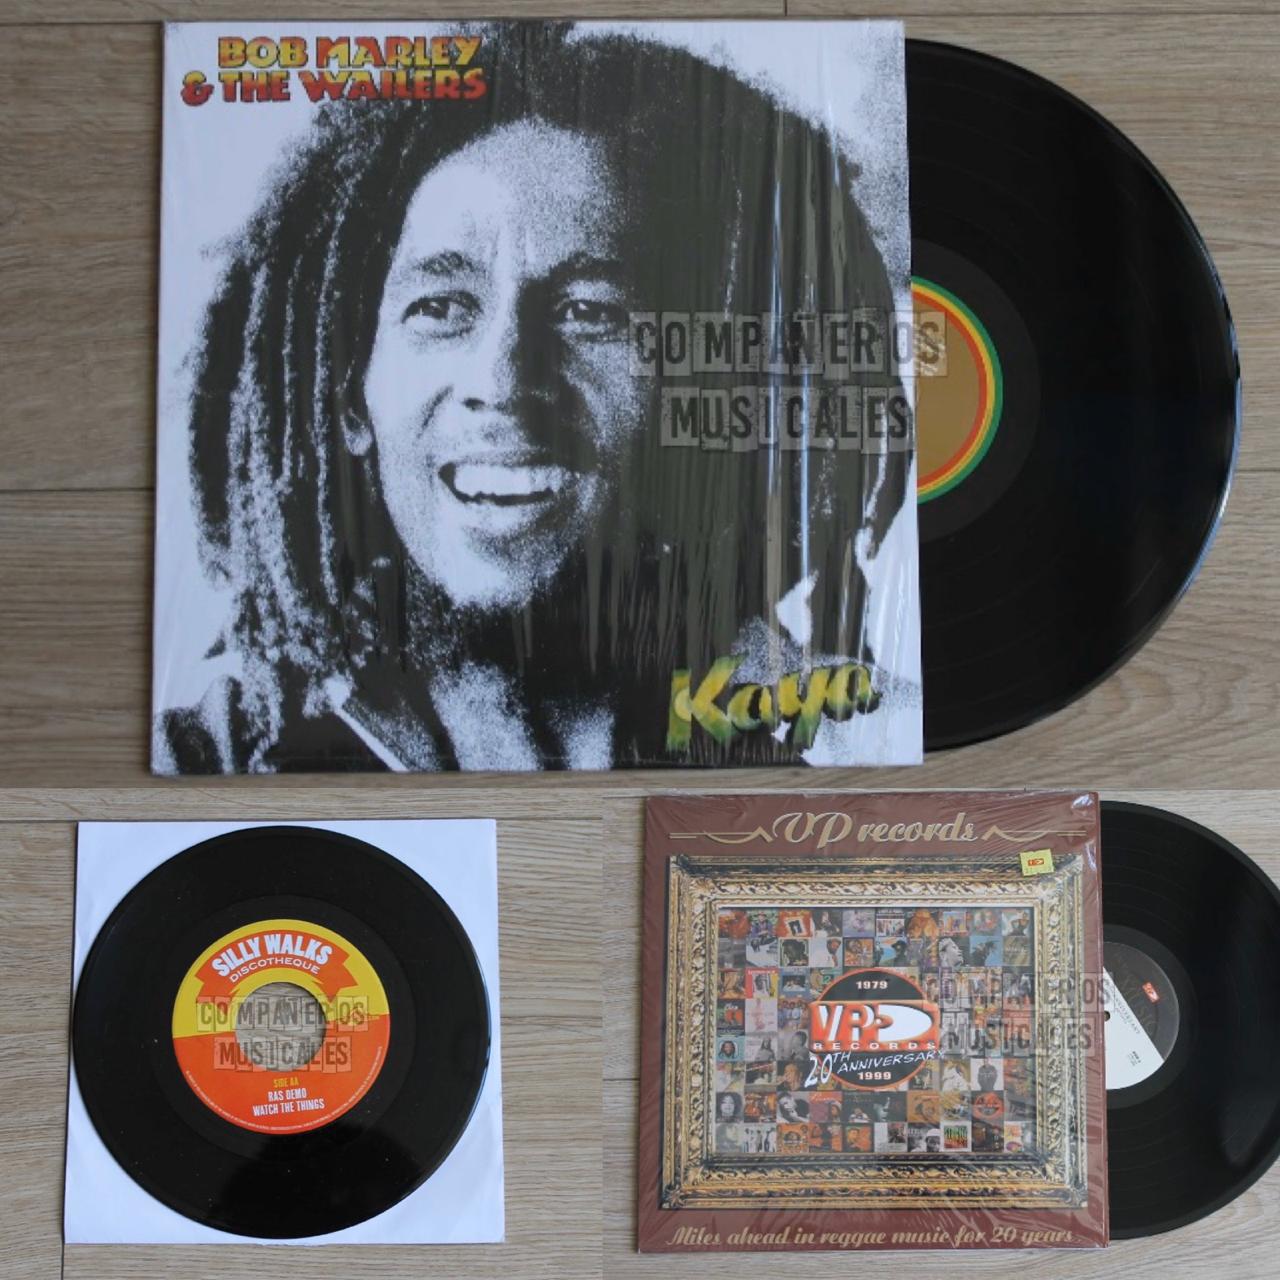 BOB MARLEY
& THE WAILERS
COMPAÑEROS
MUSICALES
Kaya
SILLY WALKS
DISCOTHEQUE
COMPAÑEROS
MUSICALES
SIDE AA
RAS DEMO
WATCH THE THINGS
VP records
1979
VP
RECORDS
20TH ANNIVERSARY
1999
COMPAÑEROS
MUSICALES
Miles ahead in reggae music for 20 years